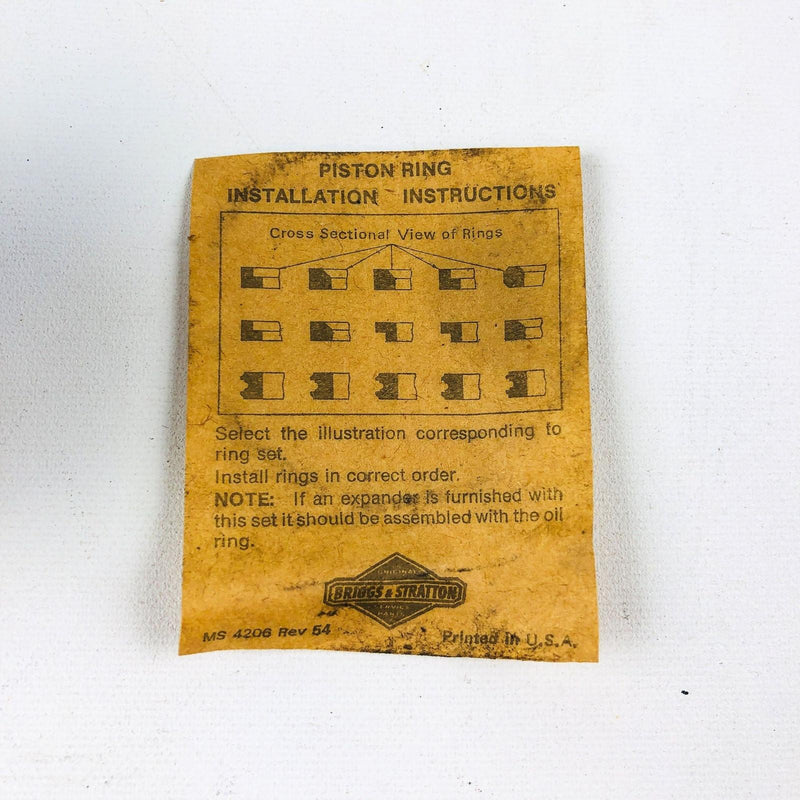 PISTON RING
INSTALLATION INSTRUCTIONS
Cross Sectional View of Rings
Select the illustration corresponding to
ring set.
Install rings in correct order.
NOTE: If an expander is furnished with
this set it should be assembled with the oil
ring.
ORIGINAL
BRIGGS & STRATTON
SERVICE
PARTS
MS 4206 Rev 54
Printed in U.S.A.